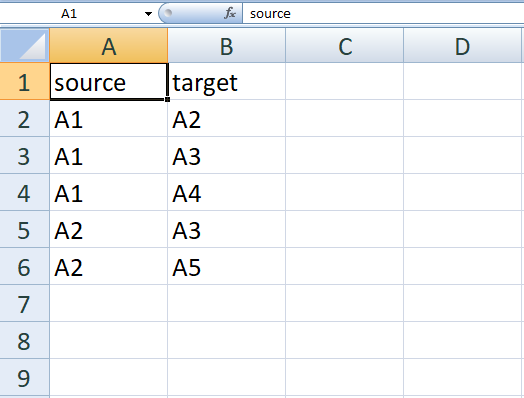 A1 fx source
A B C D
1 source target
2 A1 A2
3 A1 A3
4 A1 A4
5 A2 A3
6 A2 A5
7
8
9